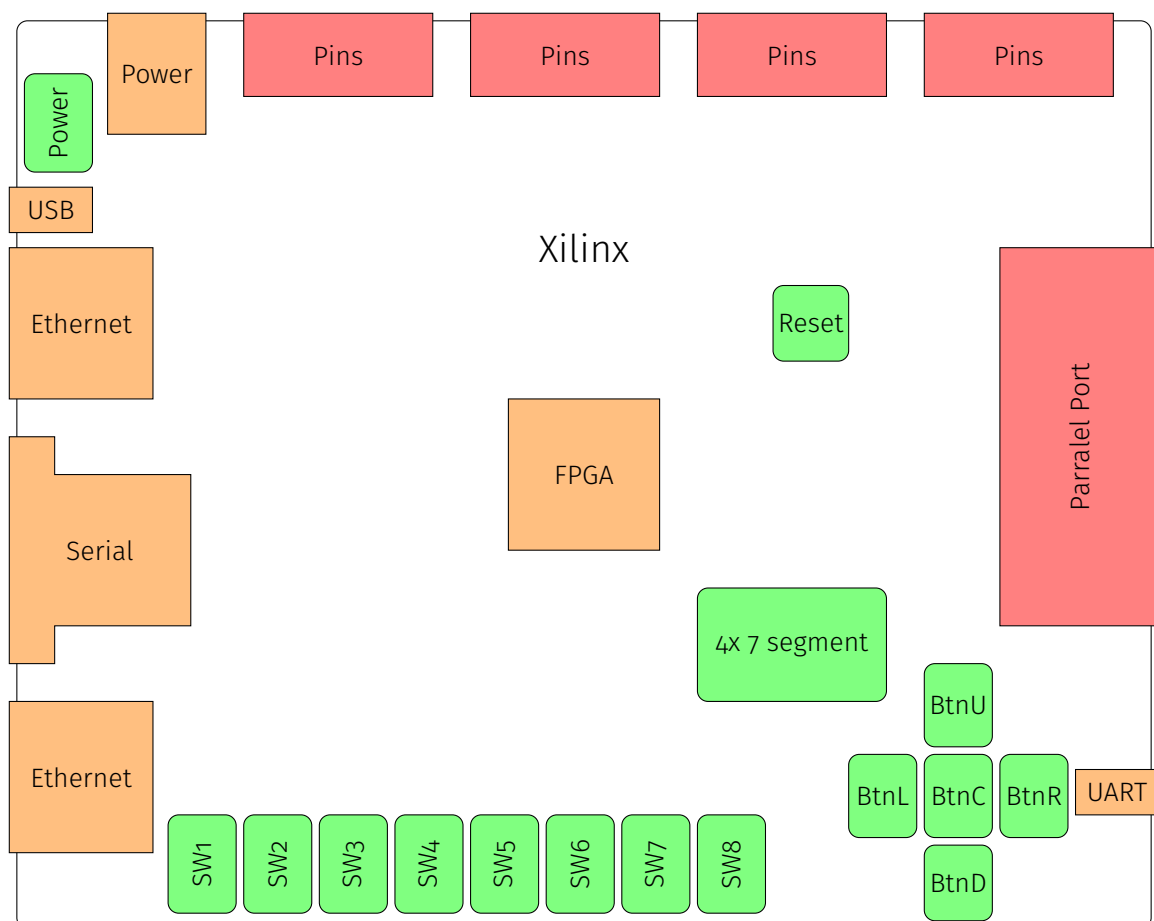 Power
Pins
Pins
Pins
Pins
Power
USB
Xilinx
Ethernet
Reset
Parralel Port
FPGA
Serial
4x 7 segment
BtnU
Ethernet
BtnL
BtnC
BtnR
UART
SW1
SW2
SW3
SW4
SW5
SW6
SW7
SW8
BtnD